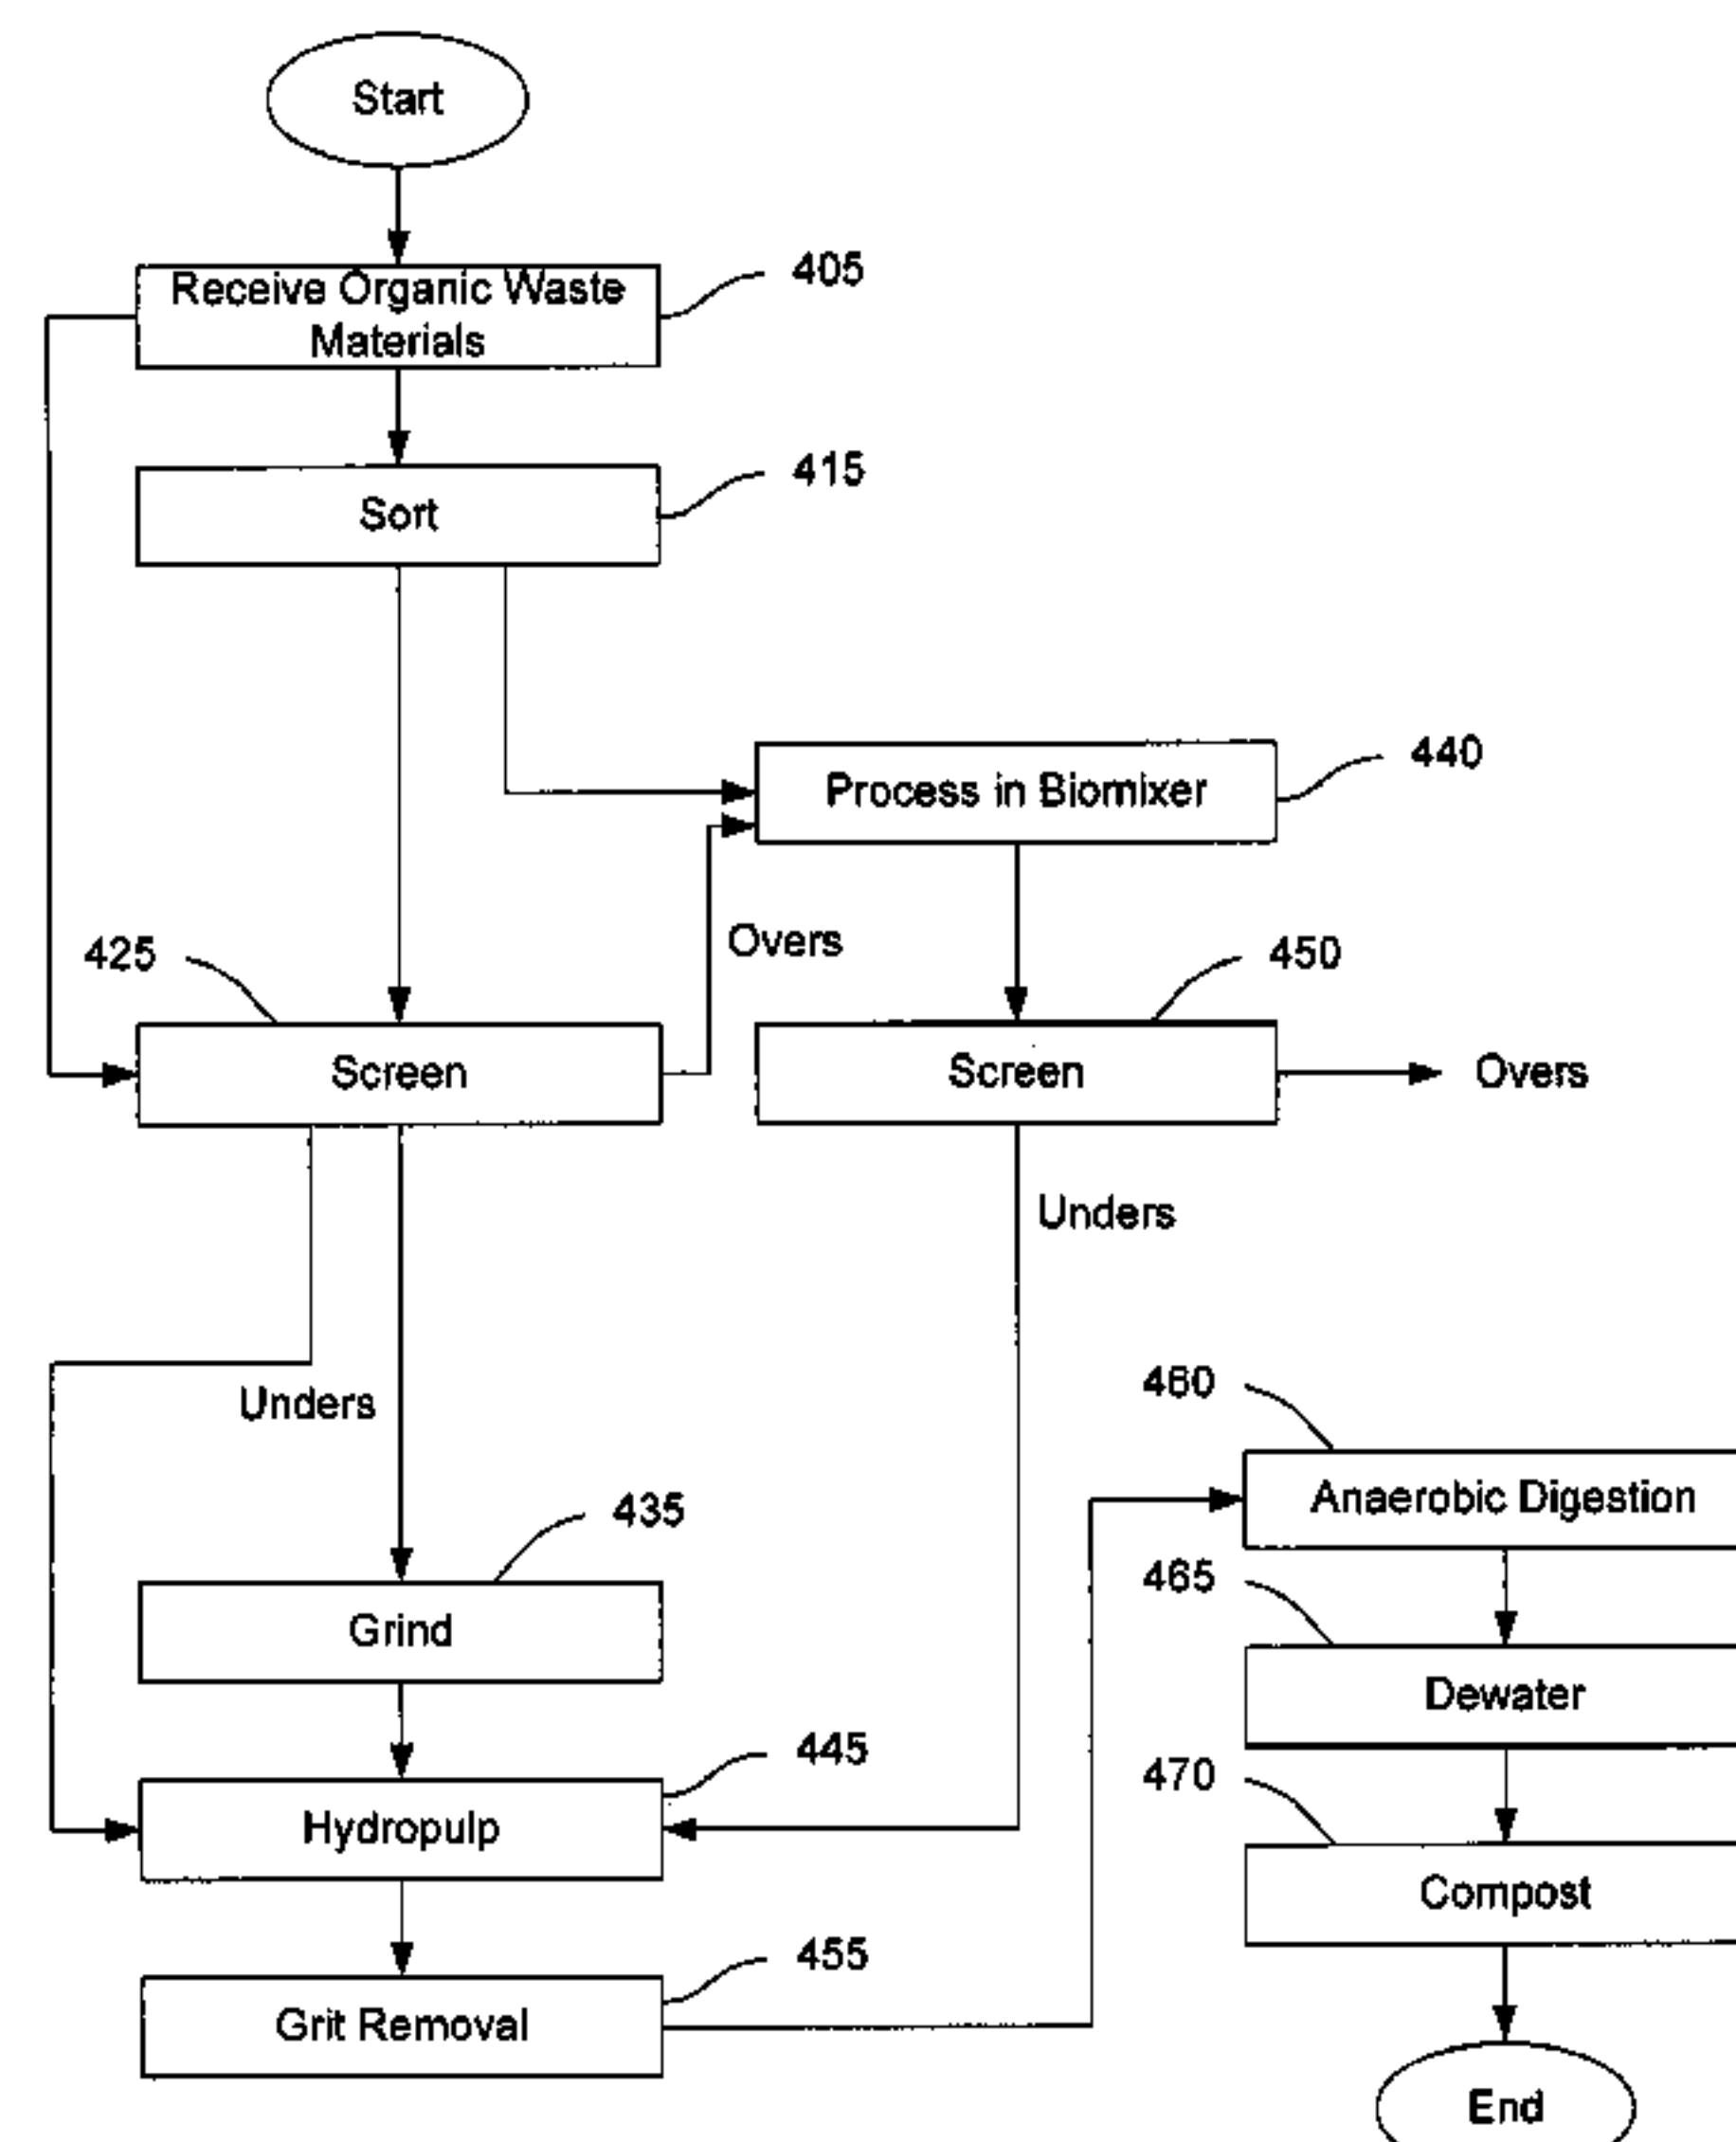 Start
Receive Organic Waste
Materials
405
Sort
415
Process in Biomixer
440
Overs
425
450
Screen
Screen
Overs
Unders
Unders
460
Anaerobic Digestion
435
465
Grind
Dewater
445
470
Hydropulp
Compost
455
Grit Removal
End